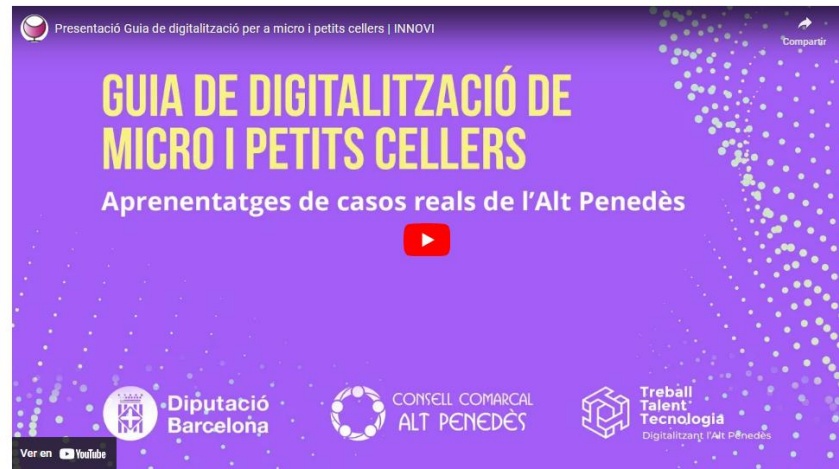 Presentació Guia de digitalització per a micro i petits cellers | INNOVI
Compartir
GUIA DE DIGITALITZACIÓ DE
MICRO I PETITS CELLERS
Aprenentatges de casos reals de l'Alt Penedès
Diputació
Barcelona
CONSELL COMARCAL
ALT PENEDÈS
Treball
Talent
Tecnologia
Digitalitzant l'Alt Penedès
Ver en YouTube